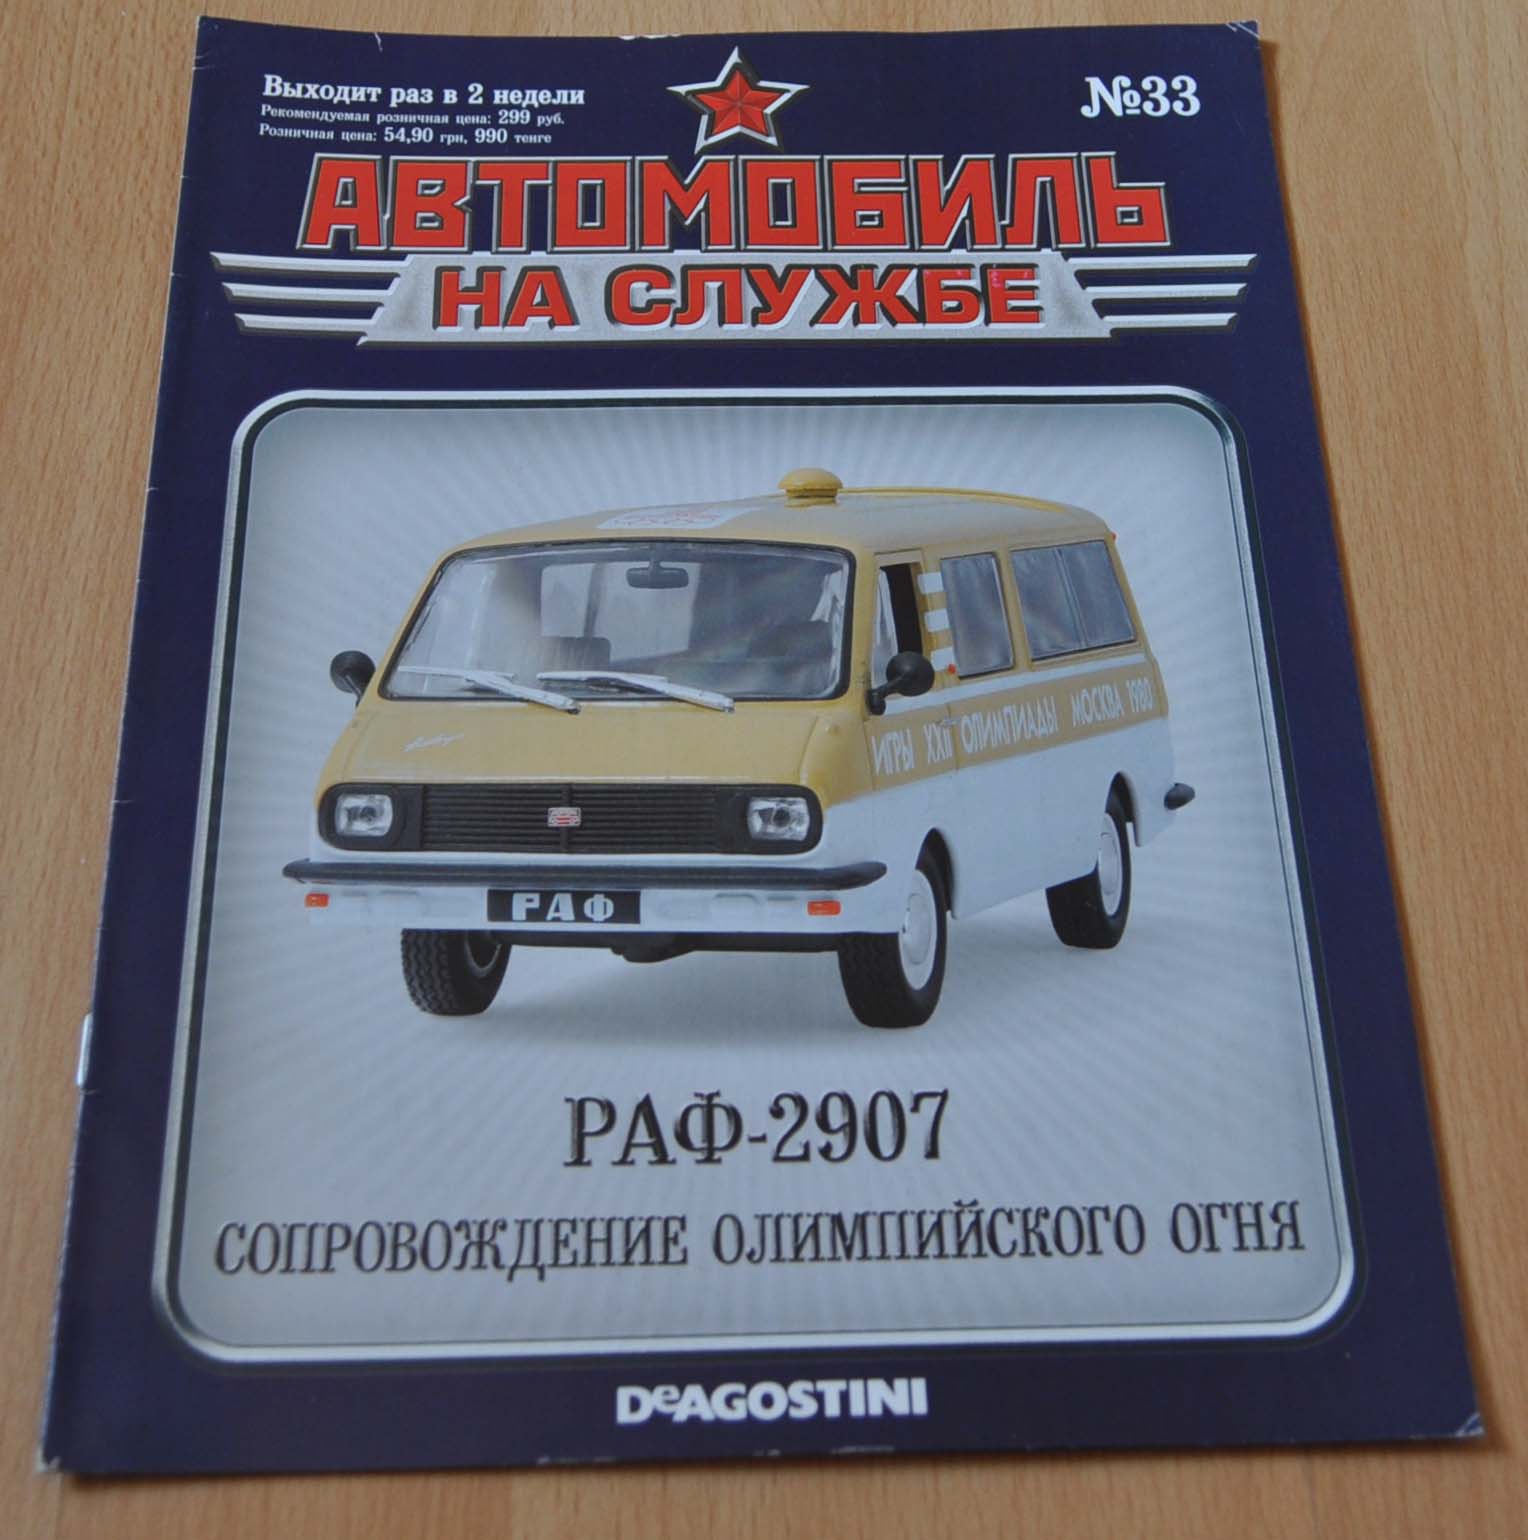 Выходит раз в 2 недели
Рекомендуемая розничная цена: 299 руб.
Розничная цена: 54,90 грн, 990 тенге
№33
АВТОМОБИЛЬ
НА СЛУЖБЕ
ИГРЫ XXII ОЛИМПИАДЫ МОСКВА 1980
РАФ
РАФ-2907
СОПРОВОЖДЕНИЕ ОЛИМПИЙСКОГО ОГНЯ
DeAGOSTINI